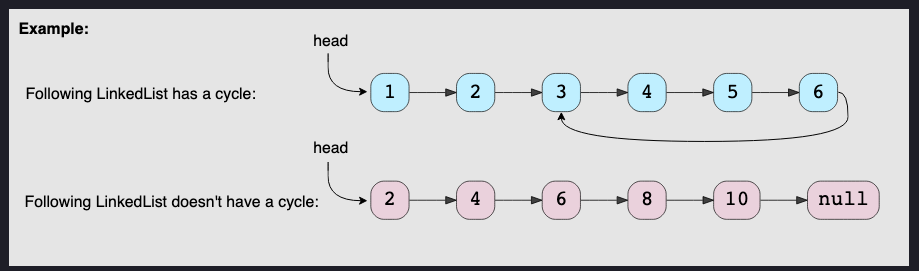 Example:
head
Following LinkedList has a cycle:
1 2 3 4 5 6
head
Following LinkedList doesn't have a cycle:
2 4 6 8 10 null